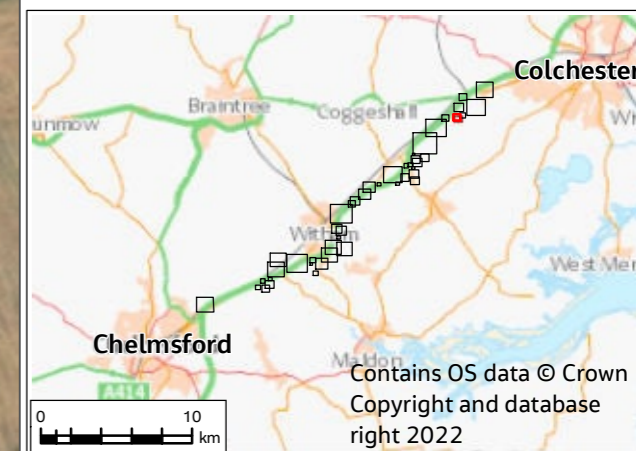 Colchester
Braintree
Coggeshall
unmow
Wi
Witham
West Mer
Chelmsford
Maldon
A414
Contains OS data © Crown
Copyright and database
right 2022
0 10
km